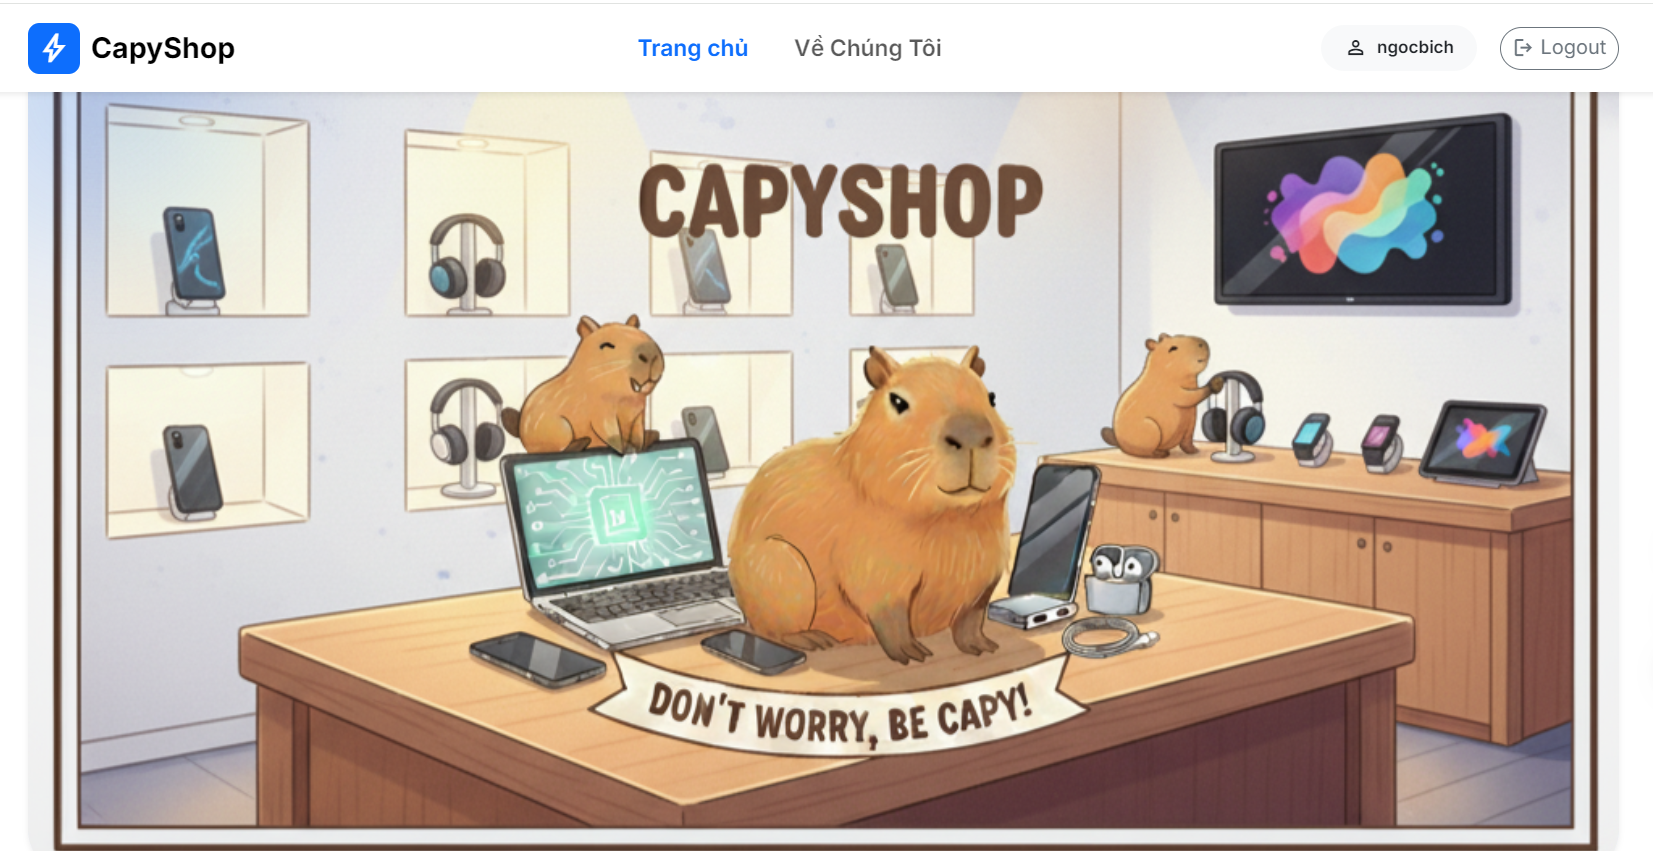 CapyShop
Trang chủ
Về Chúng Tôi
ngocbich
Logout
CAPYSHOP
DON'T WORRY, BE CAPY!